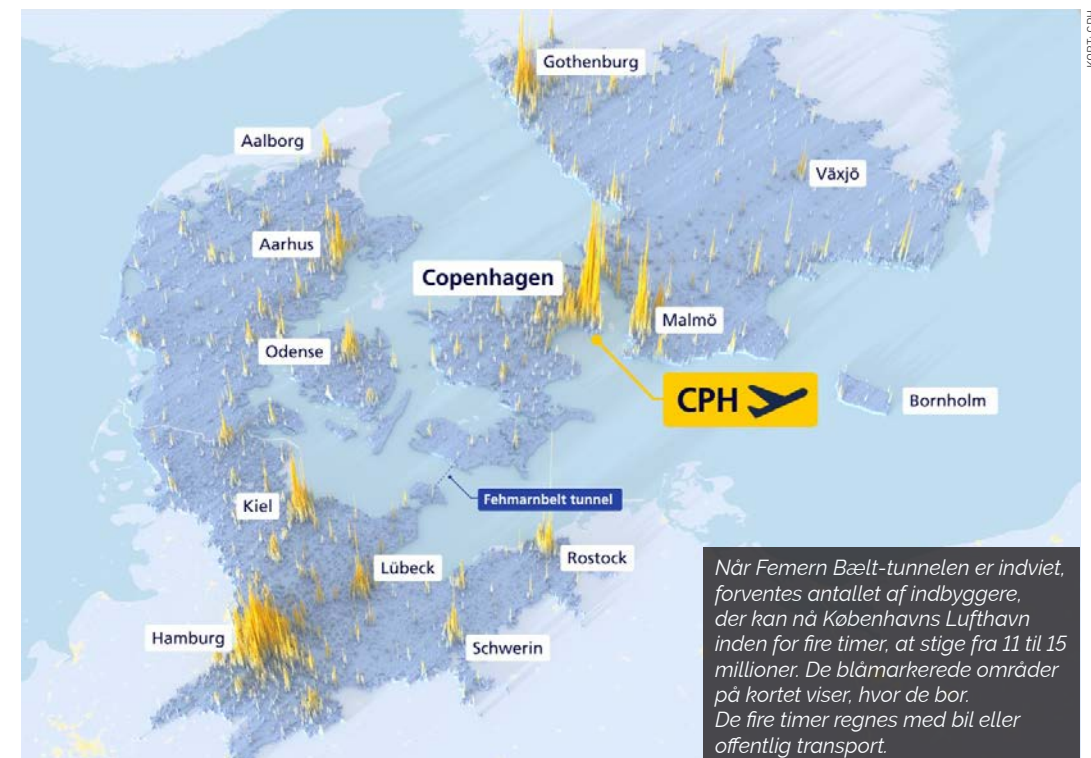 KORT: CPH
Gothenburg
Aalborg
Växjö
Aarhus
Copenhagen
Malmö
Odense
CPH
Bornholm
Fehmarnbelt tunnel
Kiel
Rostock
Lübeck
Hamburg
Schwerin
Når Femern Bælt-tunnelen er indviet,
forventes antallet af indbyggere,
der kan nå Københavns Lufthavn
inden for fire timer, at stige fra 11 til 15
millioner. De blåmarkerede områder
på kortet viser, hvor de bor.
De fire timer regnes med bil eller
offentlig transport.